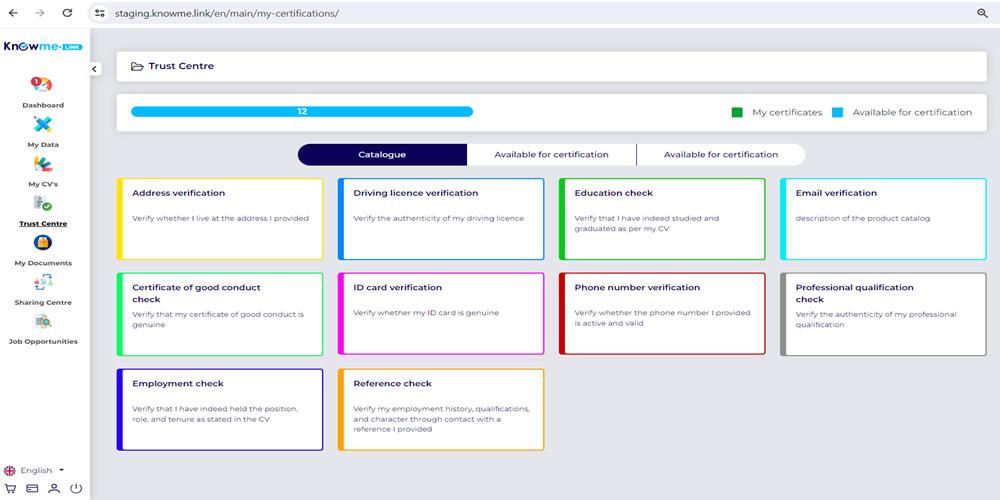 staging.knowme.link/en/main/my-certifications/
Knowme-LINK
1
Dashboard
My Data
My CV's
Trust Centre
My Documents
Sharing Centre
Job Opportunities
English
Trust Centre
12
My certificates
Available for certification
Catalogue
Available for certification
Available for certification
Address verification
Verify whether I live at the address I provided
Driving licence verification
Verify the authenticity of my driving licence
Education check
Verify that I have indeed studied and
graduated as per my CV
Email verification
description of the product catalog
Certificate of good conduct
check
Verify that my certificate of good conduct is
genuine
ID card verification
Verify whether my ID card is genuine
Phone number verification
Verify whether the phone number I provided
is active and valid
Professional qualification
check
Verify the authenticity of my professional
qualification
Employment check
Verify that I have indeed held the position,
role, and tenure as stated in the CV
Reference check
Verify my employment history, qualifications,
and character through contact with a
reference I provided